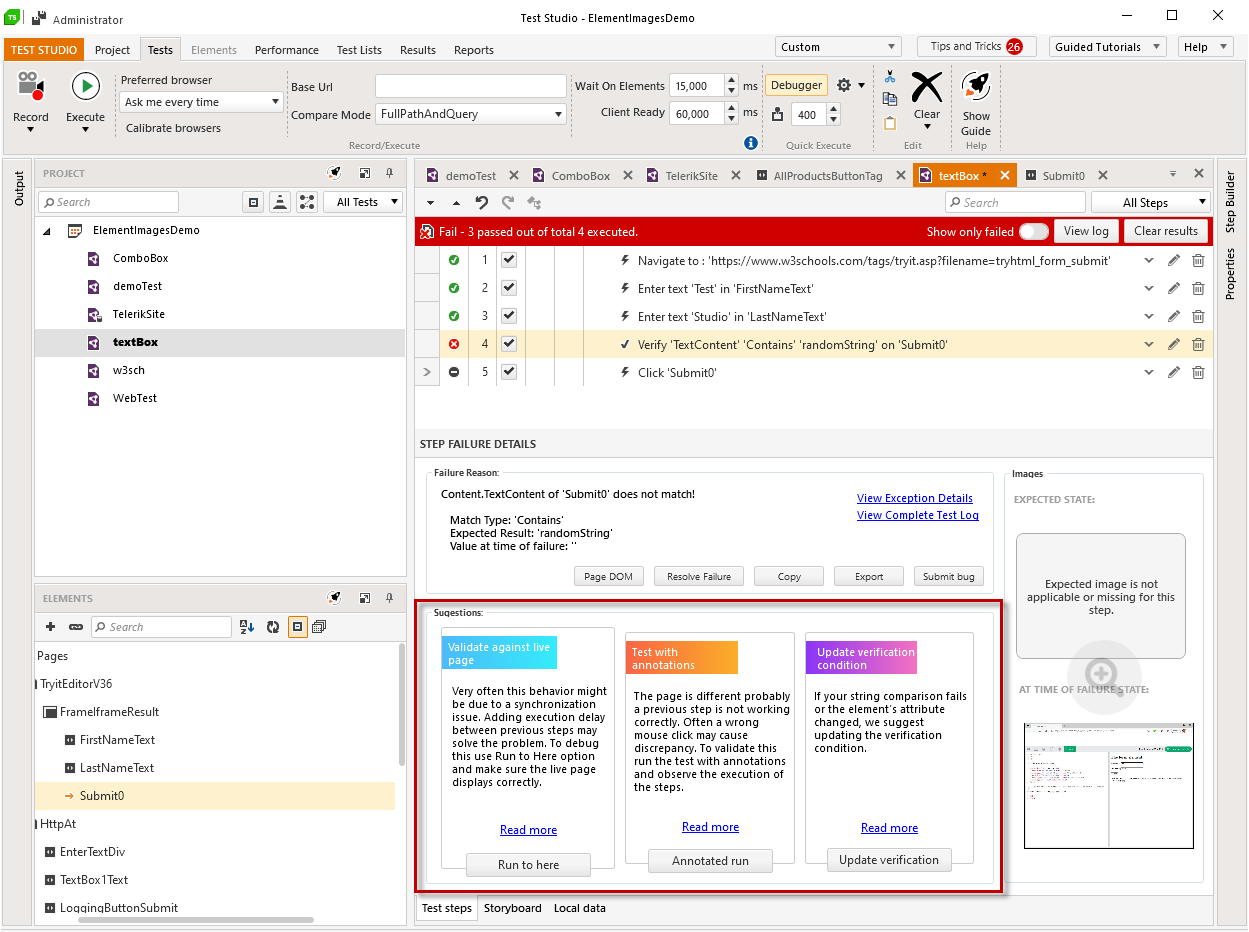 TS
Administrator
Test Studio - ElementImagesDemo
TEST STUDIO
Project
Tests
Elements
Performance
Test Lists
Results
Reports
Custom
Tips and Tricks 26
Guided Tutorials
Help
Record
Execute
Preferred browser
Ask me every time
Calibrate browsers
Base Url
Compare Mode
FullPathAndQuery
Record/Execute
Wait On Elements
15,000
ms
Client Ready
60,000
ms
Debugger
400
Quick Execute
Clear
Edit
Show
Guide
Help
Output
PROJECT
Search
All Tests
ElementImagesDemo
ComboBox
demoTest
TelerikSite
textBox
w3sch
WebTest
ELEMENTS
Search
Pages
TryitEditorV36
FrameIframeResult
FirstNameText
LastNameText
Submit0
HttpAt
EnterTextDiv
TextBox1Text
LoggingButtonSubmit
demoTest
ComboBox
TelerikSite
AllProductsButtonTag
textBox *
Submit0
Search
All Steps
Fail - 3 passed out of total 4 executed.
Show only failed
View log
Clear results
1 Navigate to : 'https://www.w3schools.com/tags/tryit.asp?filename=tryhtml_form_submit'
2 Enter text 'Test' in 'FirstNameText'
3 Enter text 'Studio' in 'LastNameText'
4 Verify 'TextContent' 'Contains' 'randomString' on 'Submit0'
5 Click 'Submit0'
STEP FAILURE DETAILS
Failure Reason:
Content.TextContent of 'Submit0' does not match!
Match Type: 'Contains'
Expected Result: 'randomString'
Value at time of failure: ''
View Exception Details
View Complete Test Log
Page DOM
Resolve Failure
Copy
Export
Submit bug
Sugestions:
Validate against live
page
Very often this behavior might
be due to a synchronization
issue. Adding execution delay
between previous steps may
solve the problem. To debug
this use Run to Here option
and make sure the live page
displays correctly.
Read more
Run to here
Test with
annotations
The page is different probably
a previous step is not working
correctly. Often a wrong
mouse click may cause
discrepancy. To validate this
run the test with annotations
and observe the execution of
the steps.
Read more
Annotated run
Update verification
condition
If your string comparison fails
or the element's attribute
changed, we suggest
updating the verification
condition.
Read more
Update verification
Images
EXPECTED STATE:
Expected image is not
applicable or missing for this
step.
AT TIME OF FAILURE STATE:
Test steps
Storyboard
Local data
Step Builder
Properties